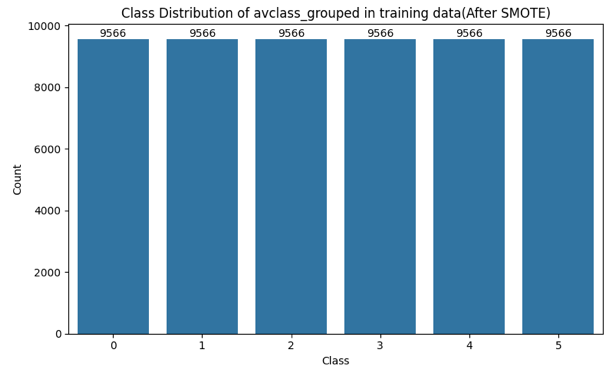 Class Distribution of avclass_grouped in training data(After SMOTE)
10000
8000
6000
4000
2000
0
Count
9566 9566 9566 9566 9566 9566
0 1 2 3 4 5
Class